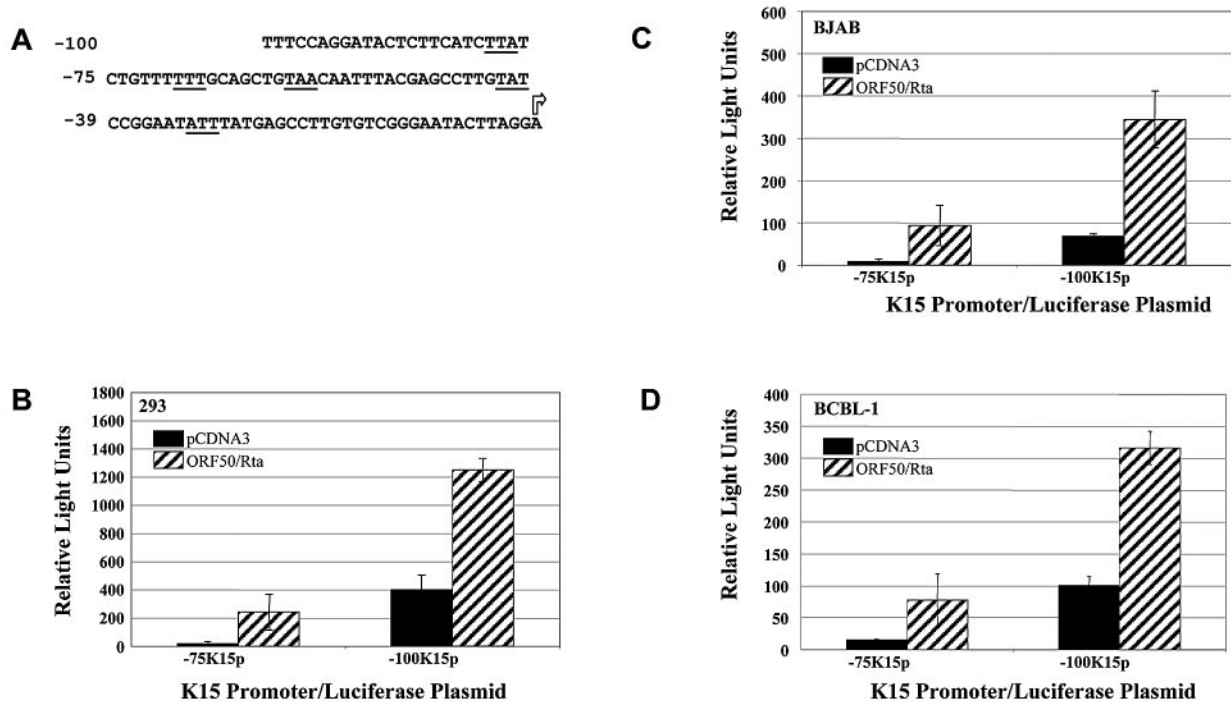 A
-100 TTTCCAGGATACTCTTCATCTTAT
-75 CTGTTTTTTGCAGCTGTAACAATTTACGAGCCTTGTAT
-39 CCGGAATATTTATGAGCCTTGTGTCGGGAATACTTAGGA
B
293
pCDNA3
ORF50/Rta
Relative Light Units
1800
1600
1400
1200
1000
800
600
400
200
0
-75K15p -100K15p
K15 Promoter/Luciferase Plasmid
C
BJAB
pCDNA3
ORF50/Rta
Relative Light Units
600
500
400
300
200
100
0
-75K15p -100K15p
K15 Promoter/Luciferase Plasmid
D
BCBL-1
pCDNA3
ORF50/Rta
Relative Light Units
400
350
300
250
200
150
100
50
0
-75K15p -100K15p
K15 Promoter/Luciferase Plasmid